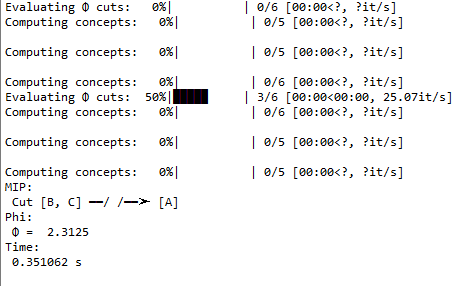 Evaluating Φ cuts:   0%|          | 0/6 [00:00<?, ?it/s]
Computing concepts:   0%|          | 0/5 [00:00<?, ?it/s]
Computing concepts:   0%|          | 0/5 [00:00<?, ?it/s]
Computing concepts:   0%|          | 0/6 [00:00<?, ?it/s]
Evaluating Φ cuts:  50%|█████     | 3/6 [00:00<00:00, 25.07it/s]
Computing concepts:   0%|          | 0/6 [00:00<?, ?it/s]
Computing concepts:   0%|          | 0/5 [00:00<?, ?it/s]
Computing concepts:   0%|          | 0/5 [00:00<?, ?it/s]
MIP:
Cut [B, C] ━━/ /━━➤ [A]
Phi:
Φ =  2.3125
Time:
0.351062 s